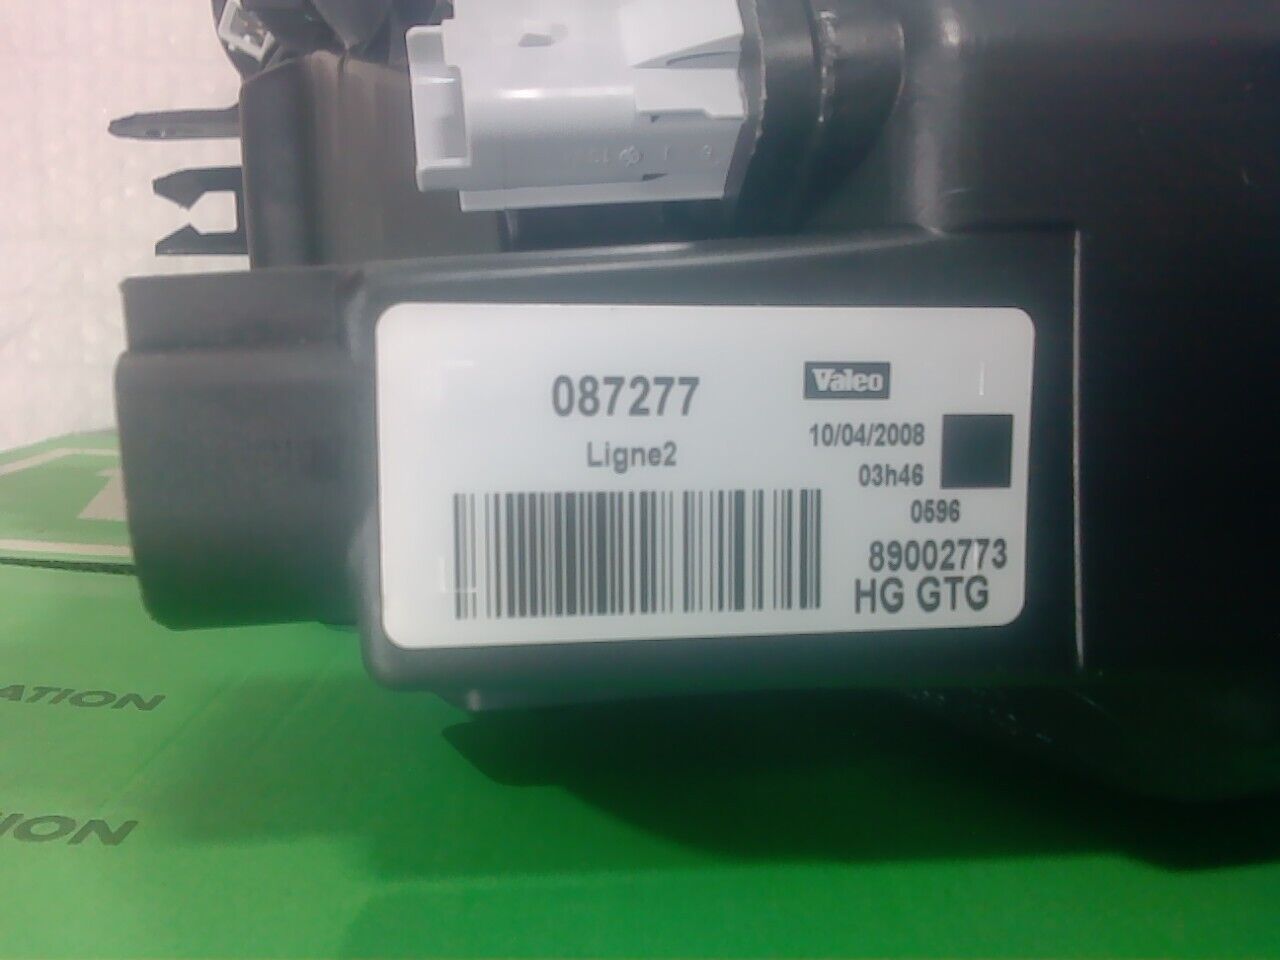 087277
Ligne2
Valeo
10/04/2008
03h46
0596
89002773
HG GTG
ATION
ION